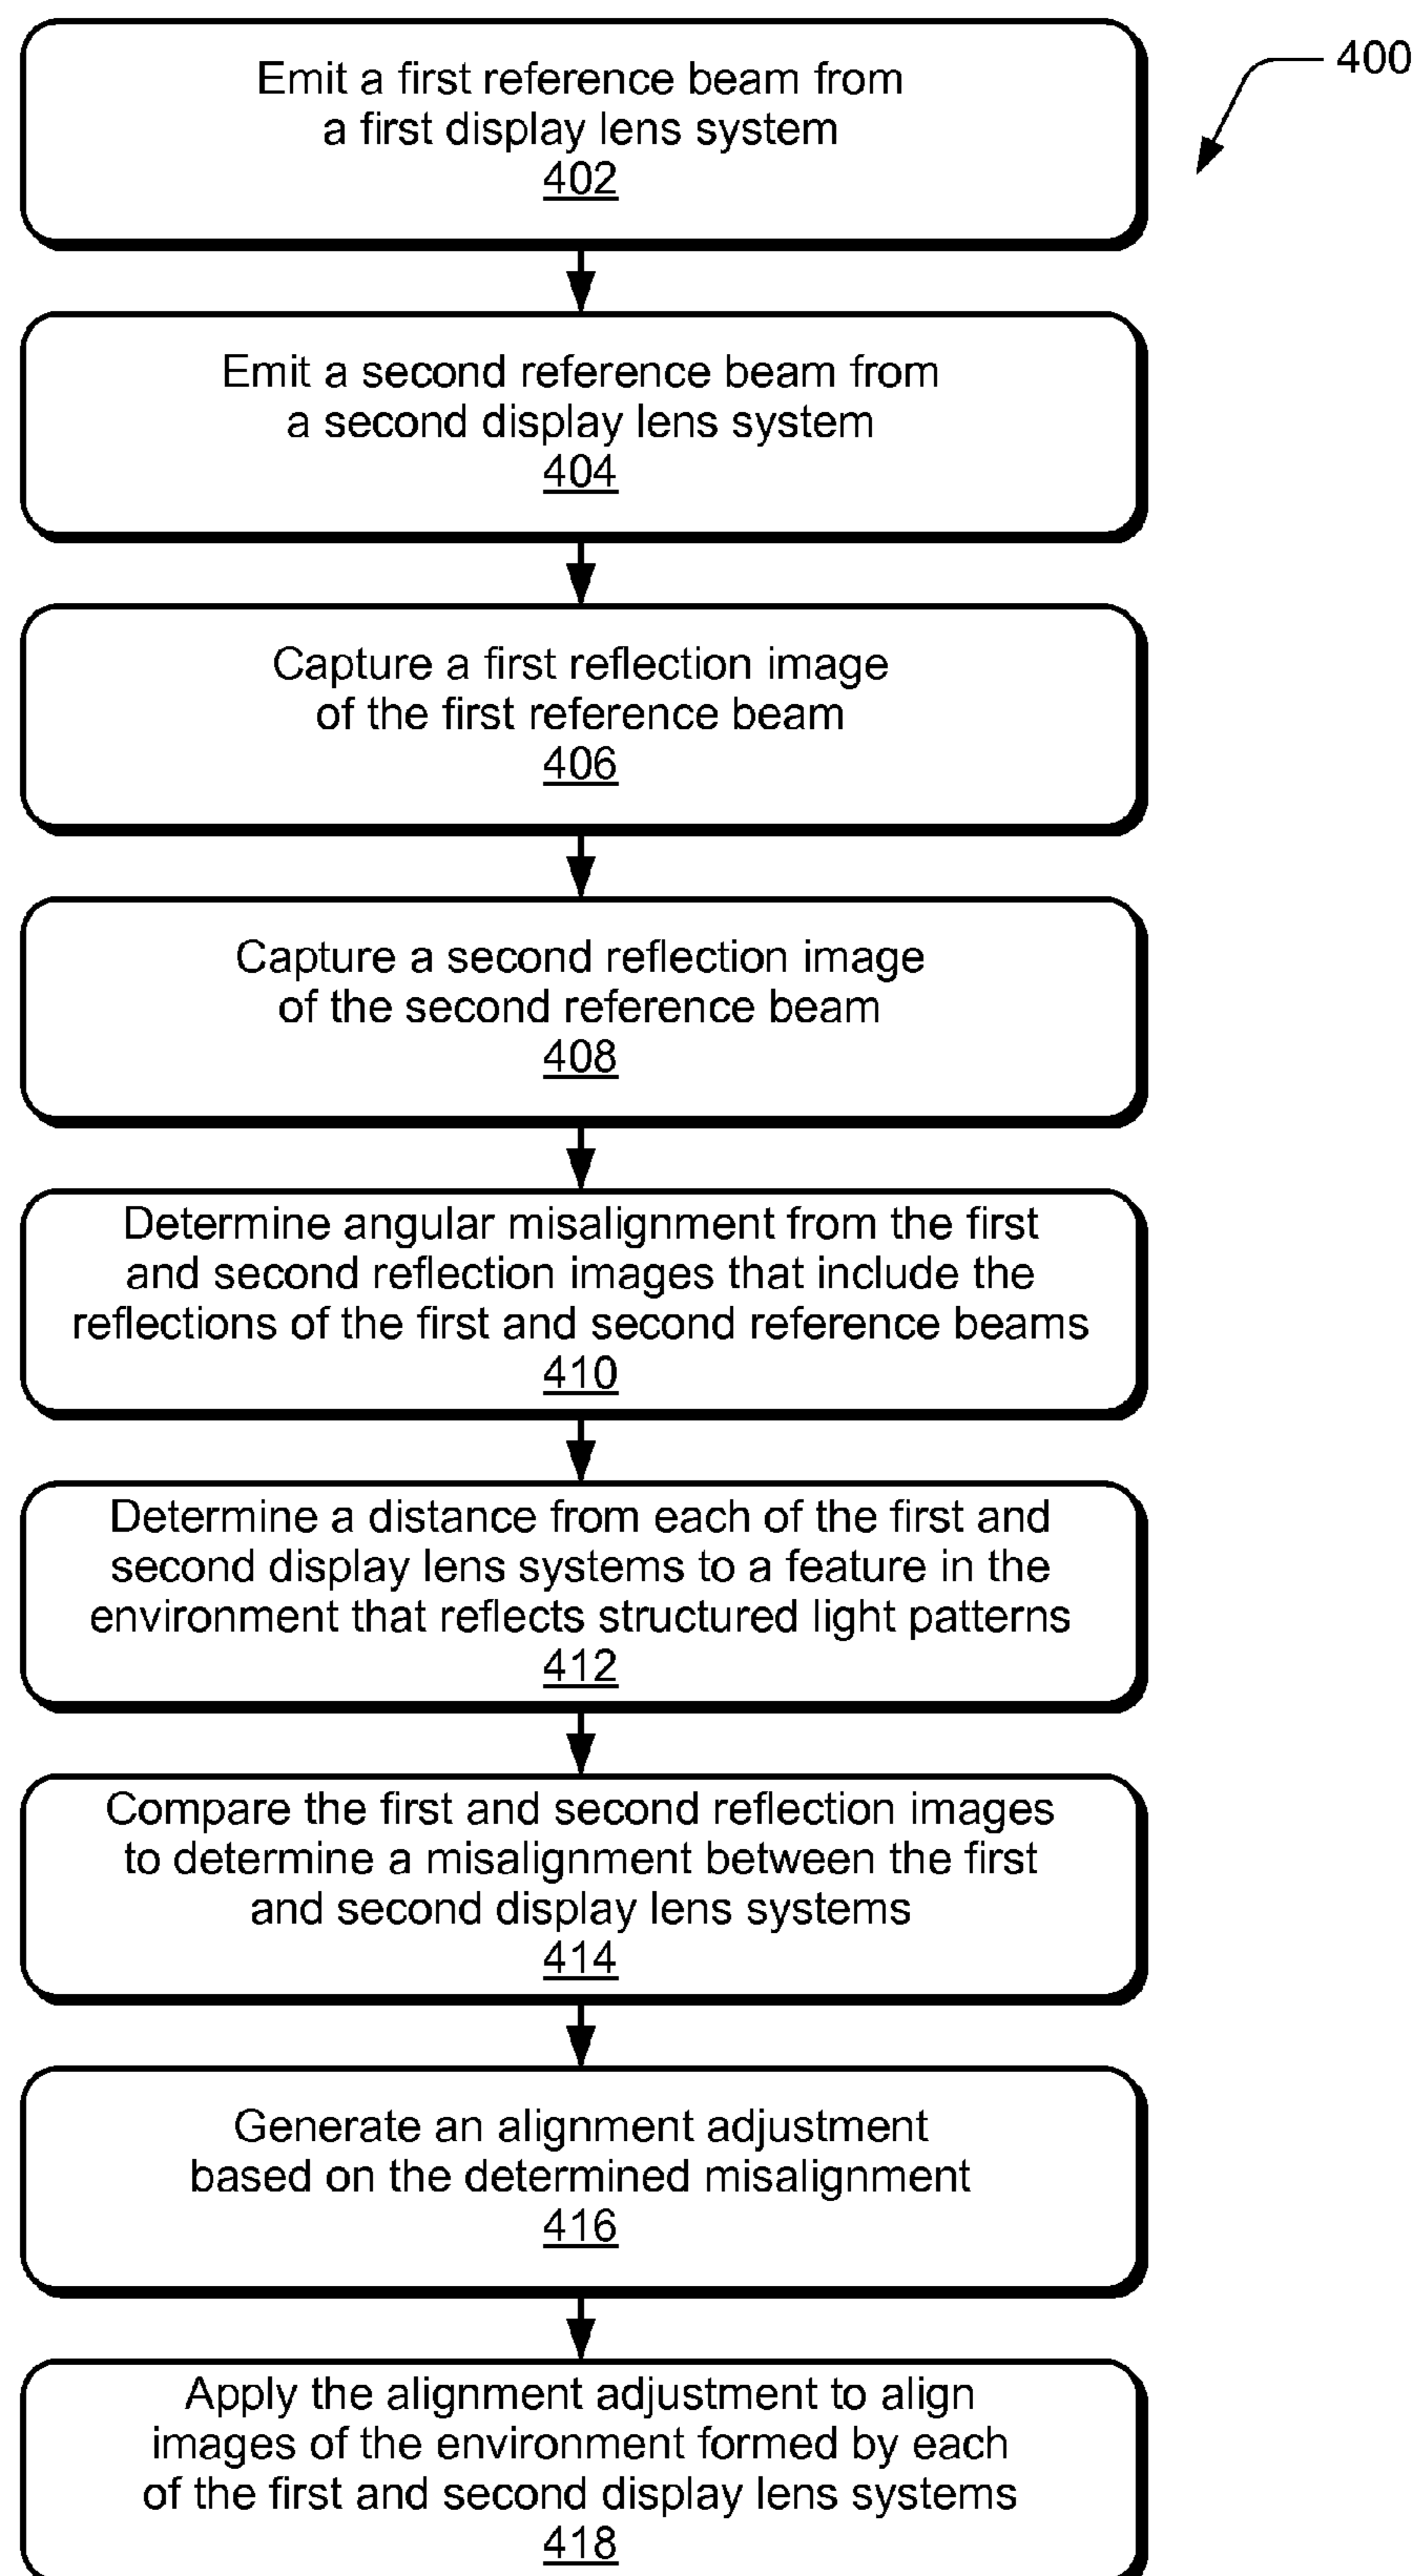 400
Emit a first reference beam from
a first display lens system
402
Emit a second reference beam from
a second display lens system
404
Capture a first reflection image
of the first reference beam
406
Capture a second reflection image
of the second reference beam
408
Determine angular misalignment from the first
and second reflection images that include the
reflections of the first and second reference beams
410
Determine a distance from each of the first and
second display lens systems to a feature in the
environment that reflects structured light patterns
412
Compare the first and second reflection images
to determine a misalignment between the first
and second display lens systems
414
Generate an alignment adjustment
based on the determined misalignment
416
Apply the alignment adjustment to align
images of the environment formed by each
of the first and second display lens systems
418